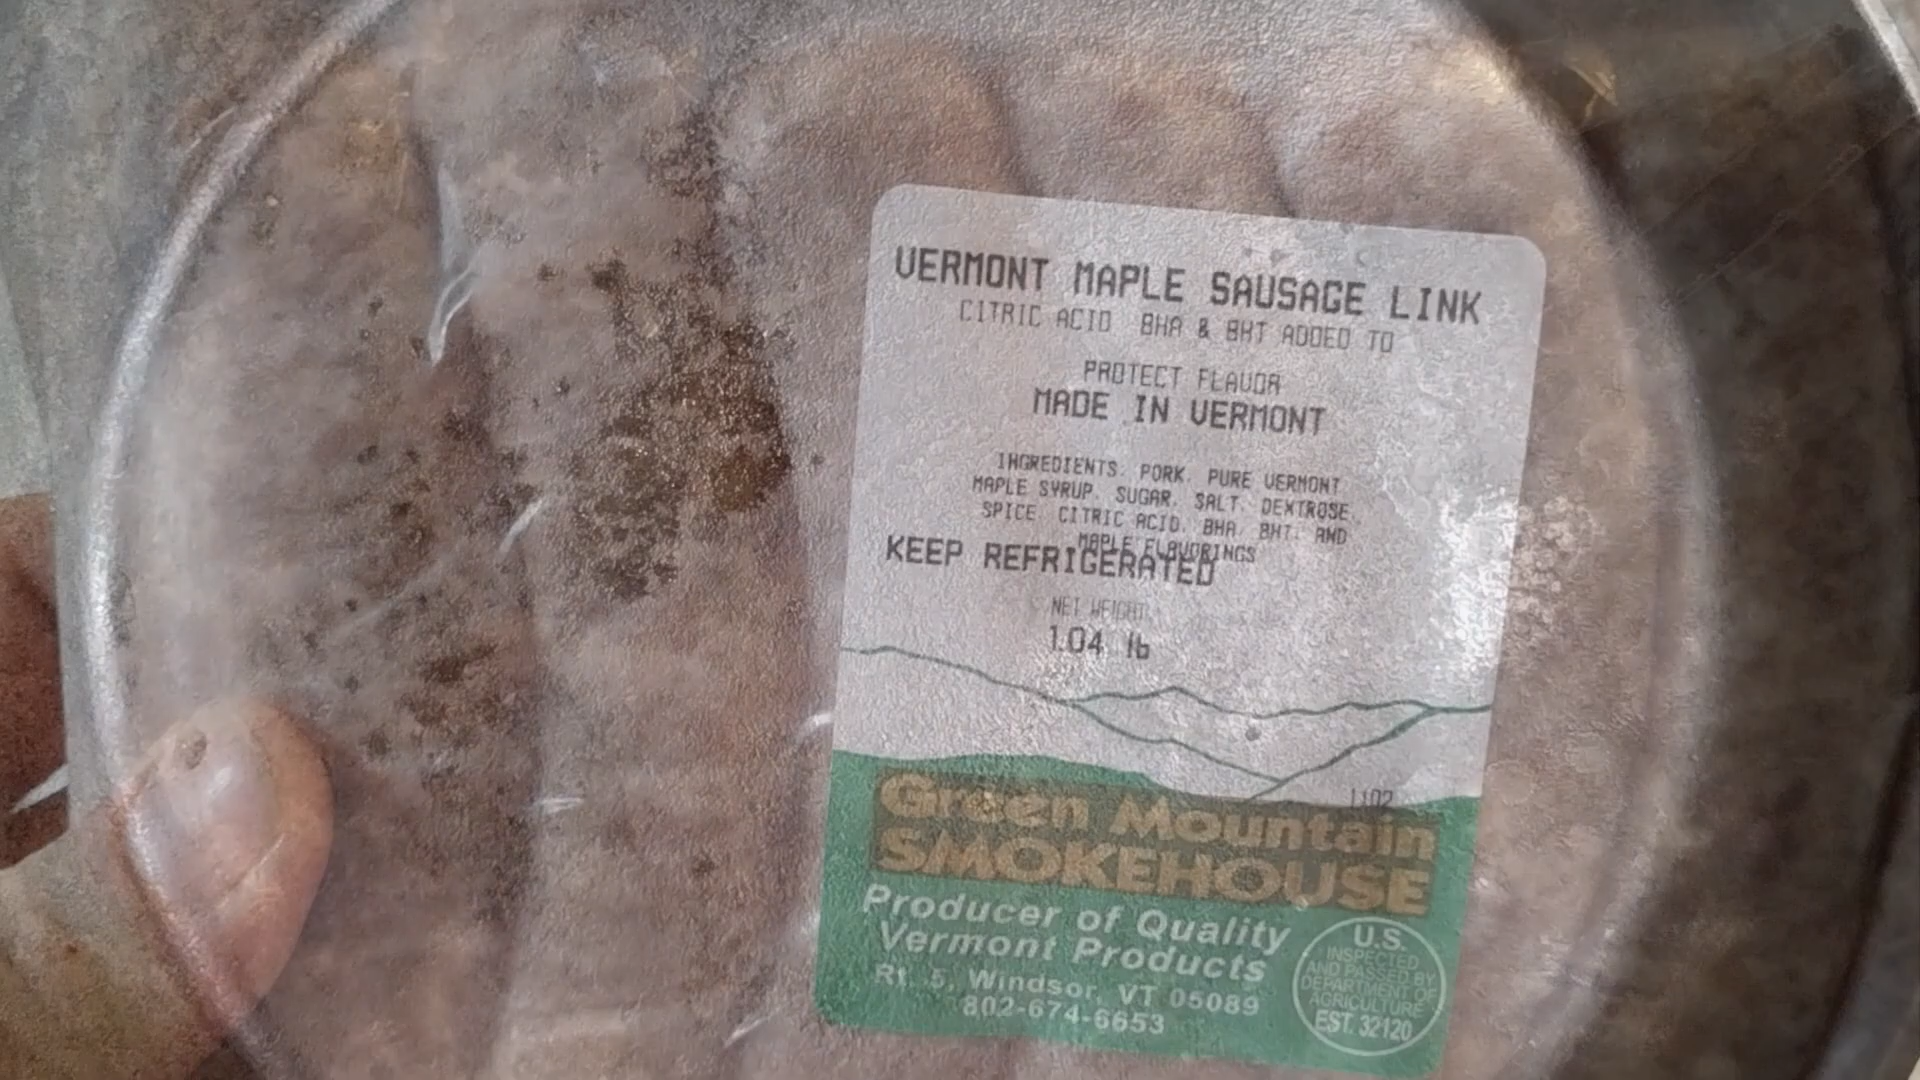 VERMONT MAPLE SAUSAGE LINK
CITRIC ACID BHA & BHT ADDED TO
PROTECT FLAVOR
MADE IN VERMONT
INGREDIENTS. PORK. PURE VERMONT
MAPLE SYRUP. SUGAR. SALT. DEXTROSE.
SPICE CITRIC ACID. BHA. BHT. AND
MAPLE FLAVORINGS
KEEP REFRIGERATED
NET WEIGHT
1.04 lb
1102
Green Mountain
SMOKEHOUSE
Producer of Quality
Vermont Products
Rt. 5, Windsor, VT 05089
802-674-6653
U.S.
INSPECTED
AND PASSED BY
DEPARTMENT OF
AGRICULTURE
EST. 32120